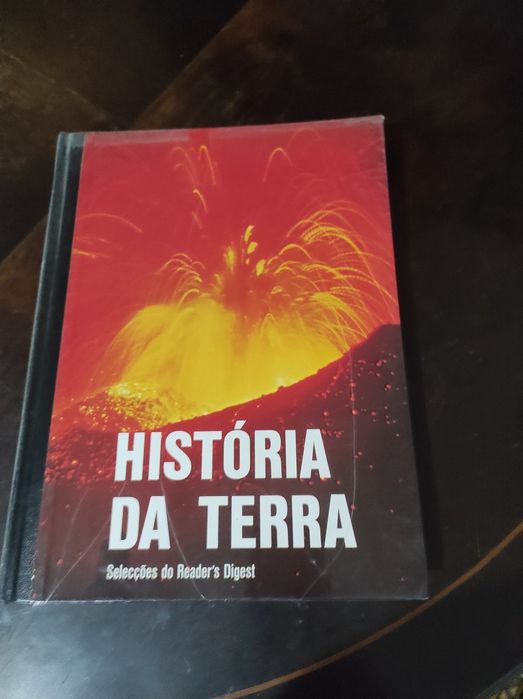 HISTÓRIA
DA TERRA
Selecções do Reader's Digest